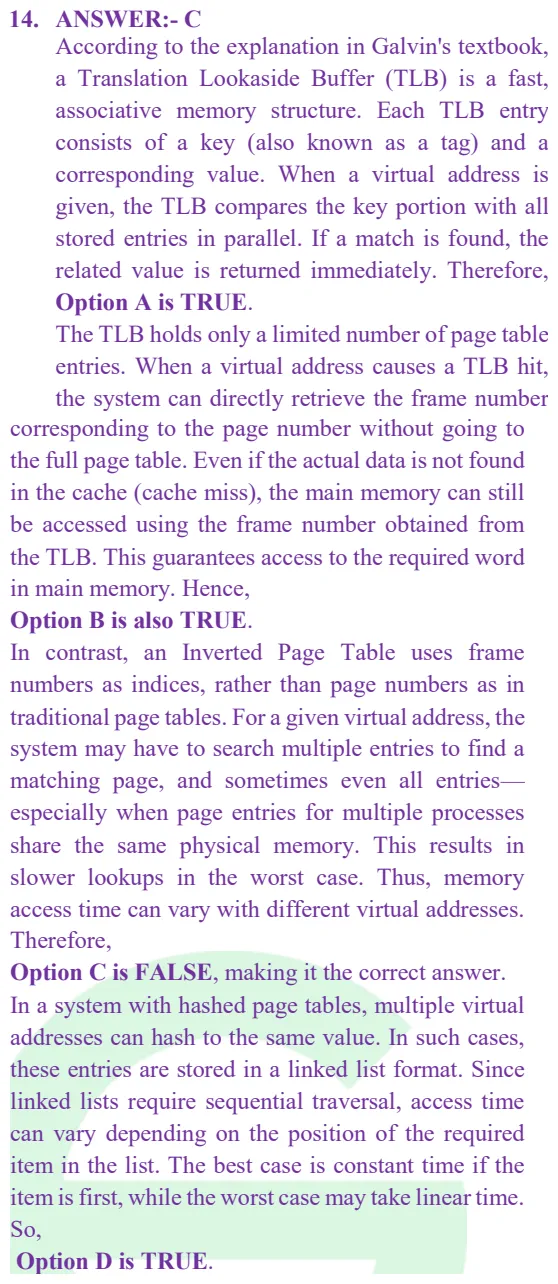 14. ANSWER:- C
According to the explanation in Galvin's textbook,
a Translation Lookaside Buffer (TLB) is a fast,
associative memory structure. Each TLB entry
consists of a key (also known as a tag) and a
corresponding value. When a virtual address is
given, the TLB compares the key portion with all
stored entries in parallel. If a match is found, the
related value is returned immediately. Therefore,
Option A is TRUE.
The TLB holds only a limited number of page table
entries. When a virtual address causes a TLB hit,
the system can directly retrieve the frame number
corresponding to the page number without going to
the full page table. Even if the actual data is not found
in the cache (cache miss), the main memory can still
be accessed using the frame number obtained from
the TLB. This guarantees access to the required word
in main memory. Hence,
Option B is also TRUE.
In contrast, an Inverted Page Table uses frame
numbers as indices, rather than page numbers as in
traditional page tables. For a given virtual address, the
system may have to search multiple entries to find a
matching page, and sometimes even all entries—
especially when page entries for multiple processes
share the same physical memory. This results in
slower lookups in the worst case. Thus, memory
access time can vary with different virtual addresses.
Therefore,
Option C is FALSE, making it the correct answer.
In a system with hashed page tables, multiple virtual
addresses can hash to the same value. In such cases,
these entries are stored in a linked list format. Since
linked lists require sequential traversal, access time
can vary depending on the position of the required
item in the list. The best case is constant time if the
item is first, while the worst case may take linear time.
So,
Option D is TRUE.